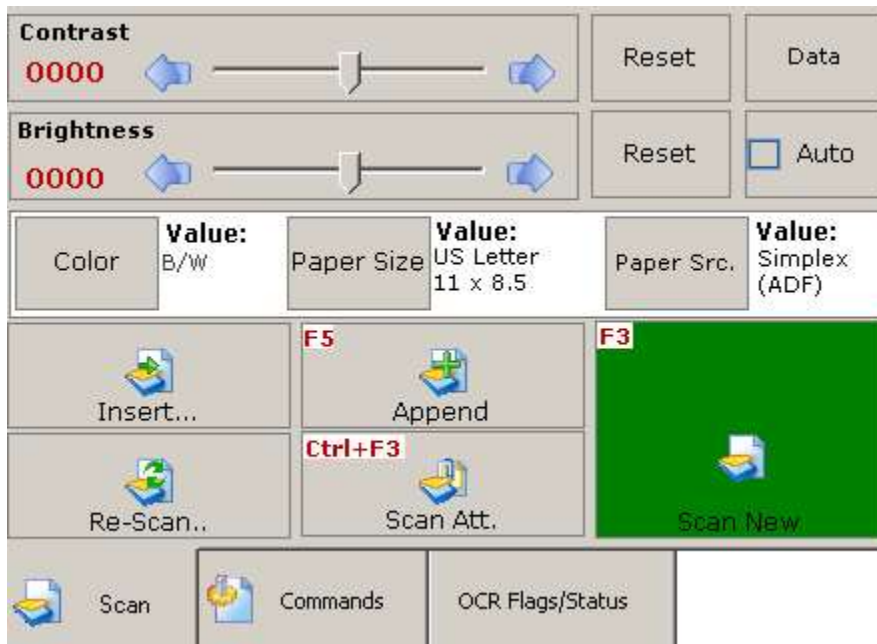 Contrast
0000
Reset
Data
Brightness
0000
Reset
Auto
Color
Value:
B/W
Paper Size
Value:
US Letter
11 x 8.5
Paper Src.
Value:
Simplex
(ADF)
Insert...
F5
Append
F3
Scan New
Re-Scan..
Ctrl+F3
Scan Att.
Scan
Commands
OCR Flags/Status